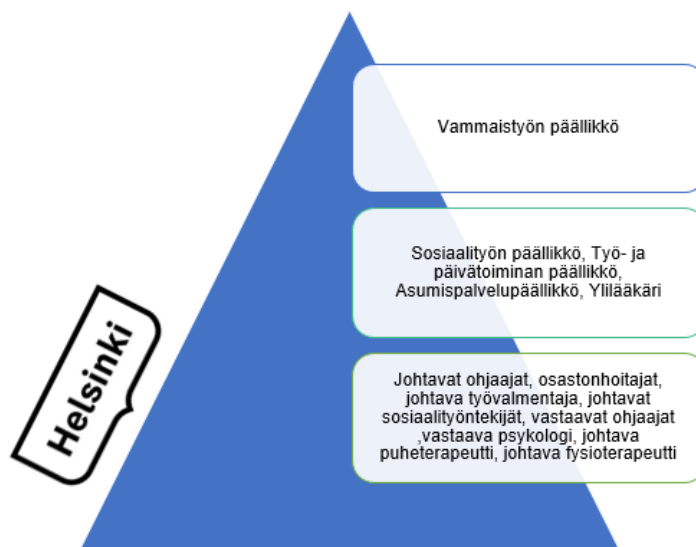 Vammaistyön päällikkö
Sosiaalityön päällikkö, Työ- ja
päivätoiminan päällikkö,
Asumispalvelupäällikkö, Ylilääkäri
Helsinki
Johtavat ohjaajat, osastonhoitajat,
johtava työvalmentaja, johtavat
sosiaalityöntekijät, vastaavat ohjaajat
,vastaava psykologi, johtava
puheterapeutti, johtava fysioterapeutti